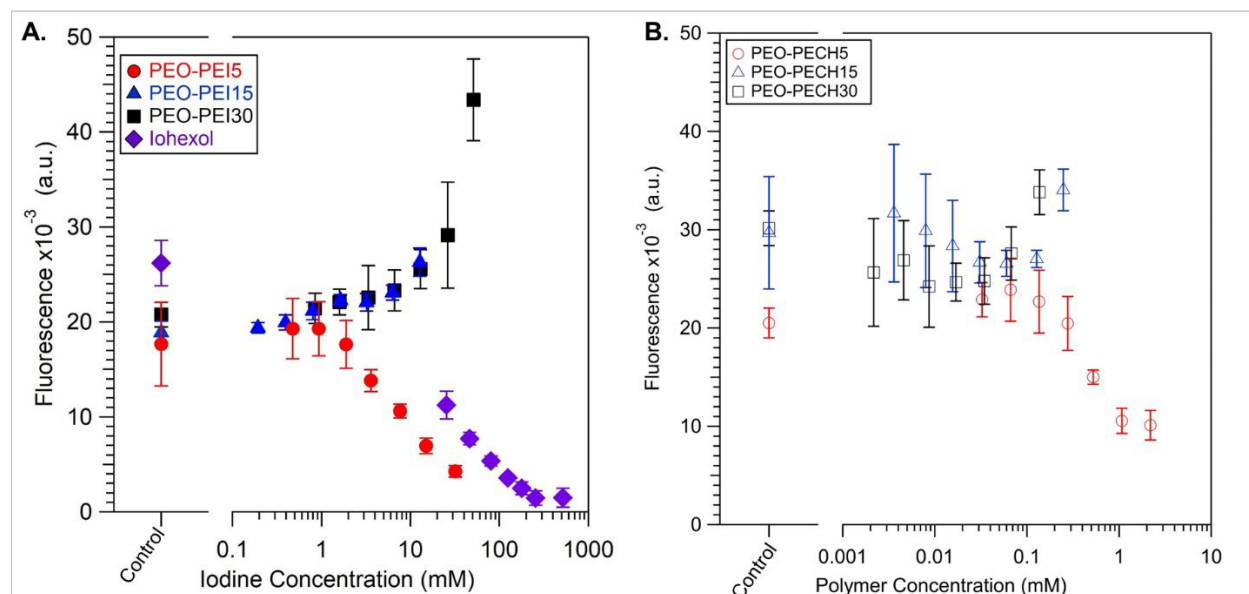 A.
50
40
30
20
10
0
Fluorescence x10⁻³ (a.u.)
PEO-PEI5
PEO-PEI15
PEO-PEI30
Iohexol
Control
0.1 1 10 100 1000
Iodine Concentration (mM)
B.
50
40
30
20
10
0
Fluorescence x10⁻³ (a.u.)
PEO-PECH5
PEO-PECH15
PEO-PECH30
Control
0.001 0.01 0.1 1 10
Polymer Concentration (mM)